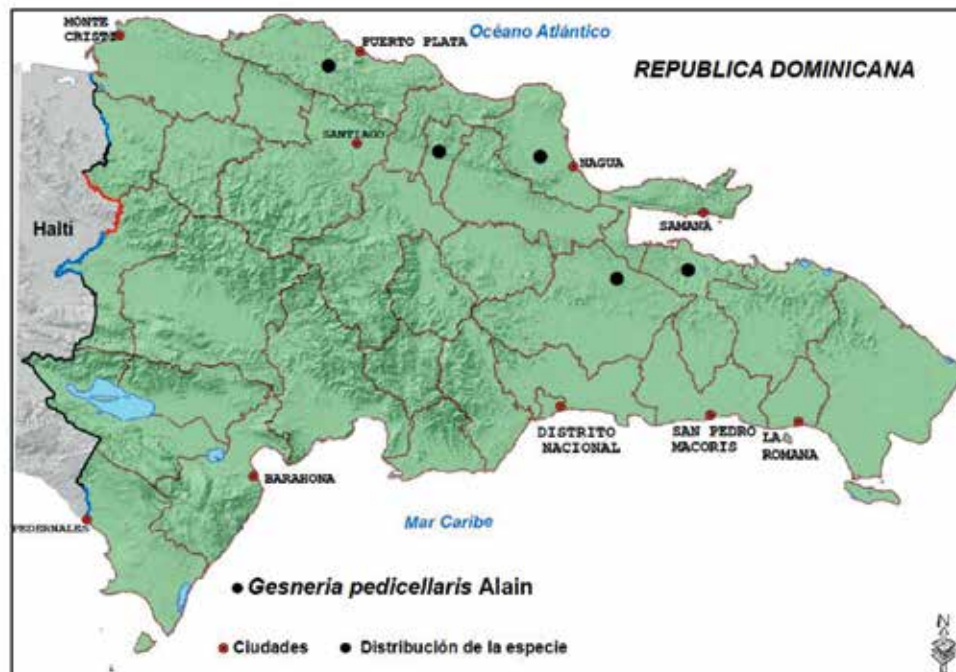 MONTE
CRISTI
PUERTO PLATA
Océano Atlántico
REPUBLICA DOMINICANA
SANTIAGO
NAGUA
SAMANA
Haití
DISTRITO
NACIONAL
SAN PEDRO
MACORIS
LA
ROMANA
BARAHONA
PEDERNALES
Mar Caribe
Gesneria pedicellaris Alain
Ciudades
Distribución de la especie
N